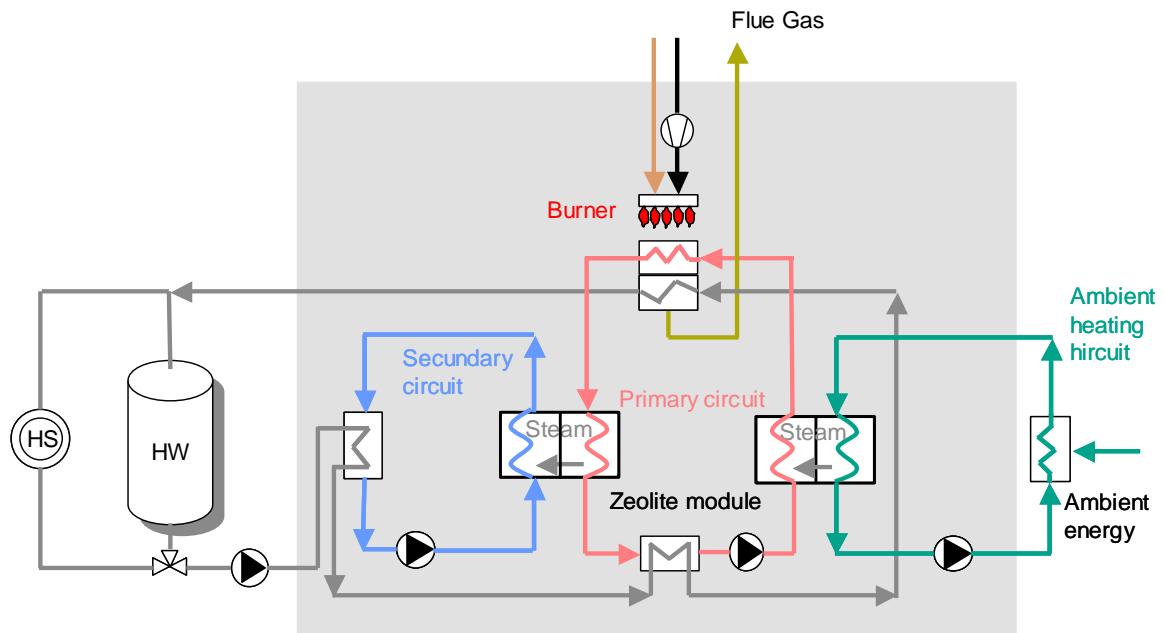 Flue Gas
Burner
Ambient
heating
hircuit
Secundary
circuit
Primary circuit
Steam
Steam
HS
HW
Zeolite module
Ambient
energy